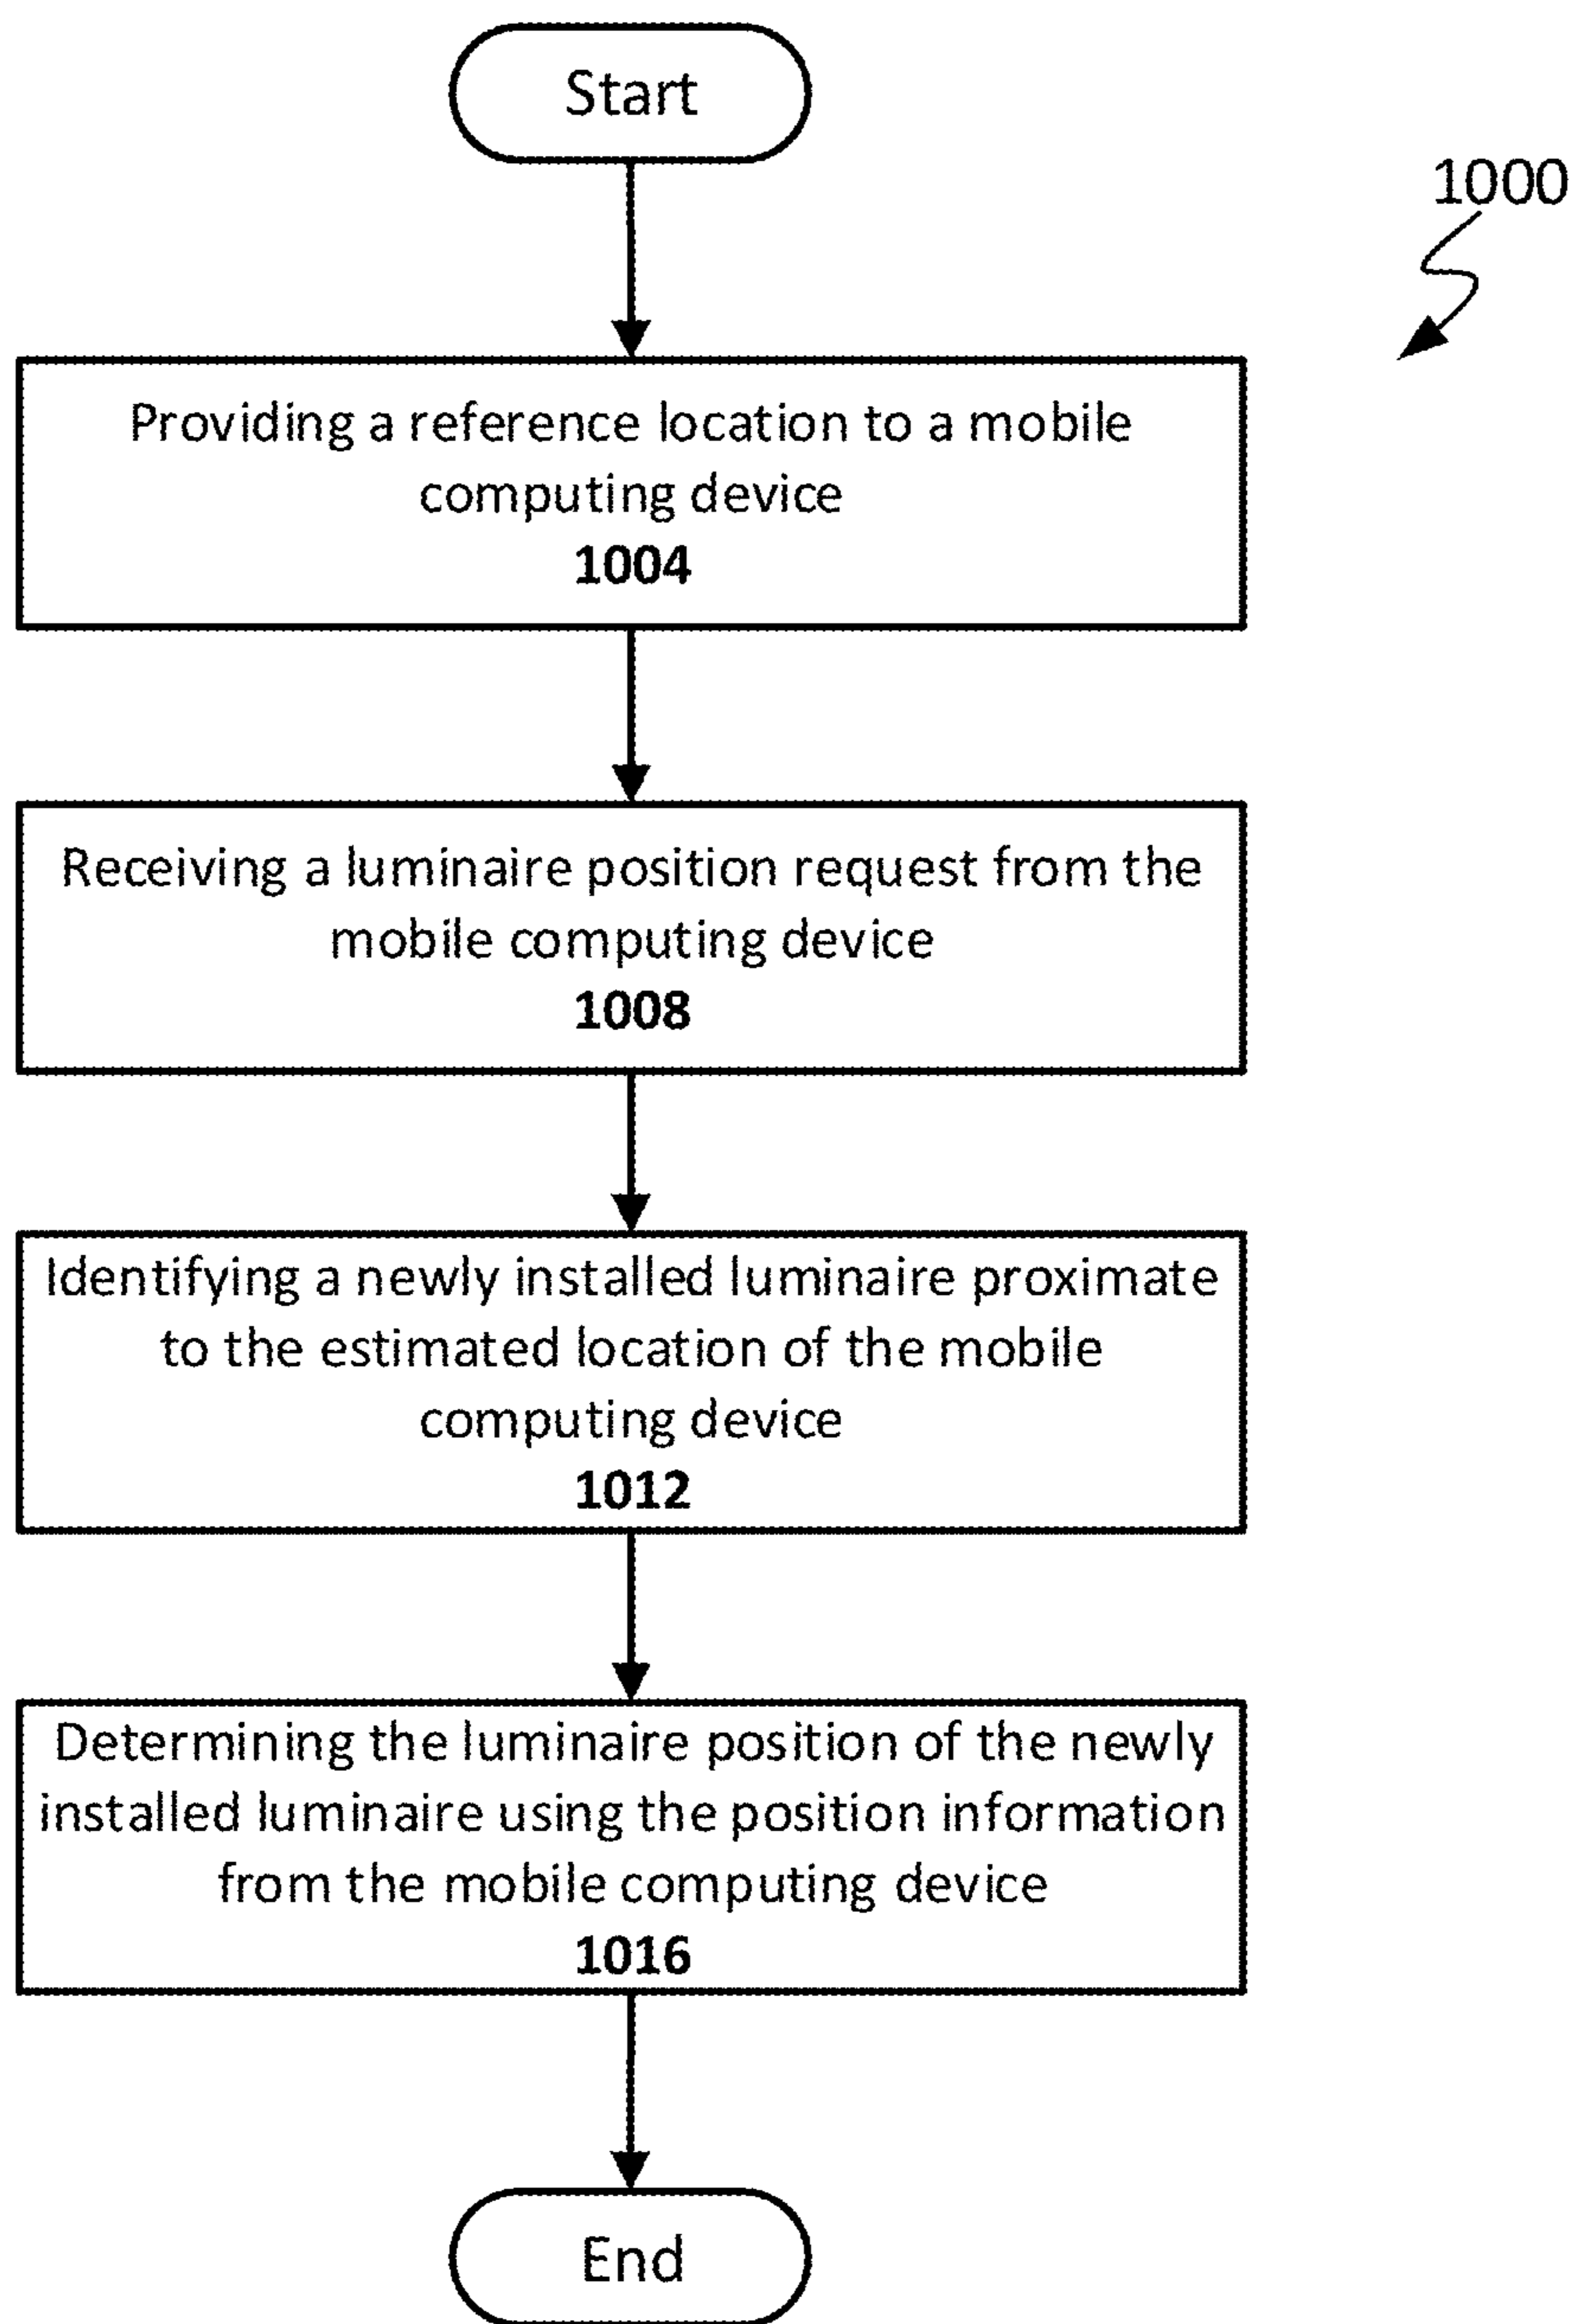 Start
1000
Providing a reference location to a mobile
computing device
1004
Receiving a luminaire position request from the
mobile computing device
1008
Identifying a newly installed luminaire proximate
to the estimated location of the mobile
computing device
1012
Determining the luminaire position of the newly
installed luminaire using the position information
from the mobile computing device
1016
End